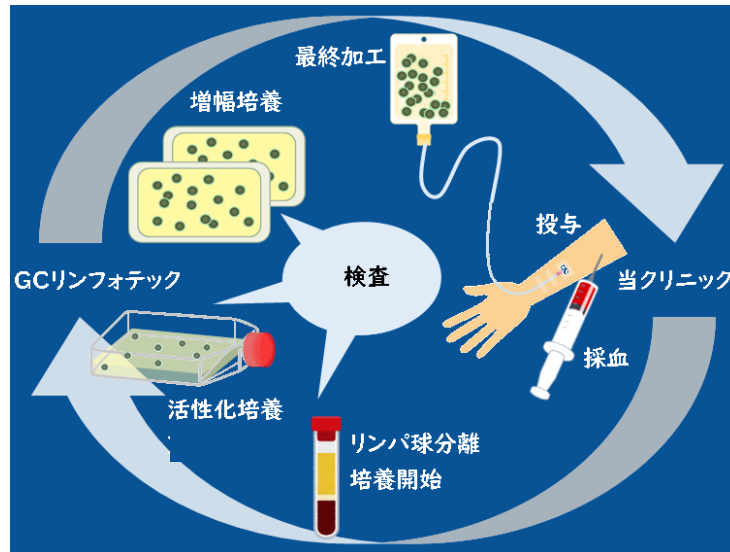 最終加工
増幅培養
投与
検査
GCリンフォテック
当クリニック
採血
活性化培養
リンパ球分離
培養開始